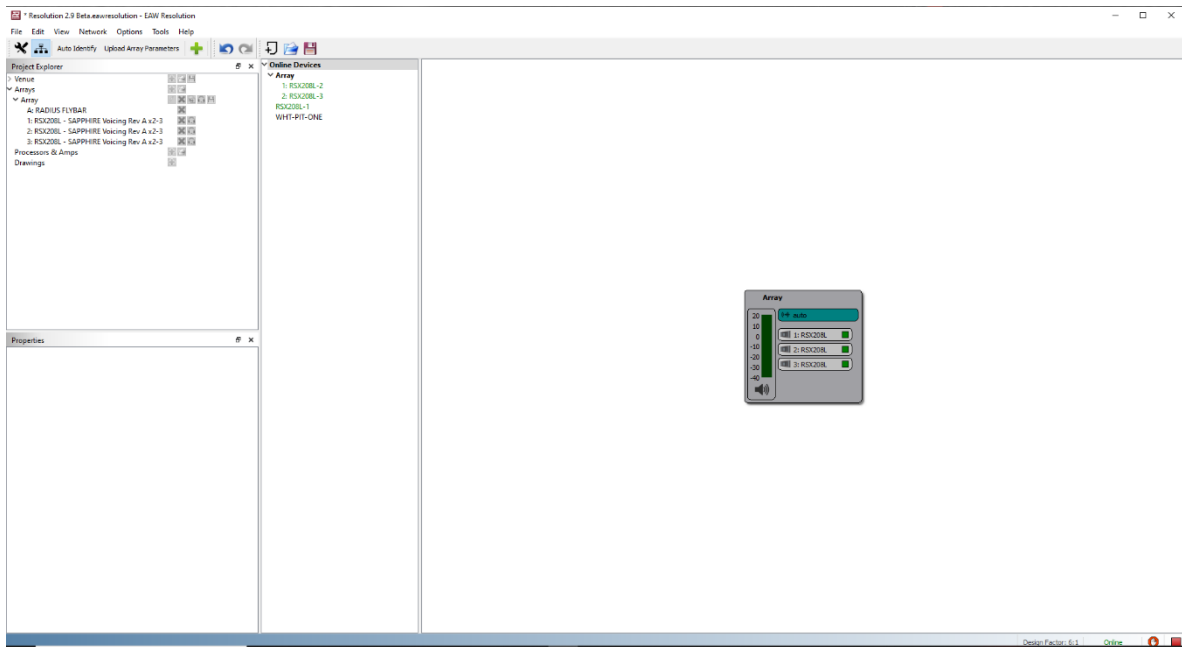 * Resolution 2.9 Beta.eawresolution - EAW Resolution
File Edit View Network Options Tools Help
Auto Identify Upload Array Parameters
Project Explorer
Venue
Arrays
Array
A: RADIUS FLYBAR
1: RSX208L - SAPPHIRE Voicing Rev A x2-3
2: RSX208L - SAPPHIRE Voicing Rev A x2-3
3: RSX208L - SAPPHIRE Voicing Rev A x2-3
Processors & Amps
Drawings
Properties
Online Devices
Array
1: RSX208L-2
2: RSX208L-3
RSX208L-1
WHT-PIT-ONE
Array
auto
20
10
0
-10
-20
-30
-40
1: RSX208L
2: RSX208L
3: RSX208L
Design Factor: 6:1 Online